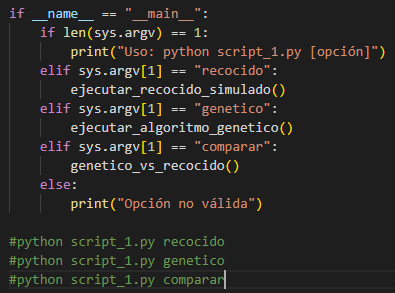 if __name__ == "__main__":
    if len(sys.argv) == 1:
        print("Uso: python script_1.py [opción]")
    elif sys.argv[1] == "recocido":
        ejecutar_recocido_simulado()
    elif sys.argv[1] == "genetico":
        ejecutar_algoritmo_genetico()
    elif sys.argv[1] == "comparar":
        genetico_vs_recocido()
    else:
        print("Opción no válida")
#python script_1.py recocido
#python script_1.py genetico
#python script_1.py comparar